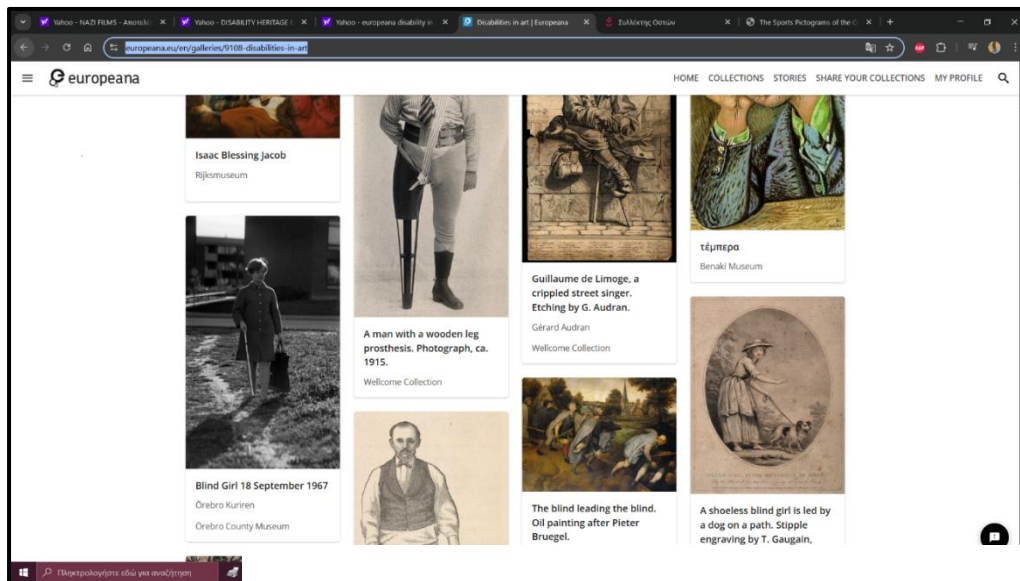 Yahoo - NAZI FILMS - Αποτελέ
Yahoo - DISABILITY HERITAGE
Yahoo - europeana disability in
Disabilities in art | Europeana
Συλλέκτης Οστών
The Sports Pictograms of the O
europeana.eu/en/galleries/9108-disabilities-in-art
europeana
HOME COLLECTIONS STORIES SHARE YOUR COLLECTIONS MY PROFILE
Isaac Blessing Jacob
Rijksmuseum
Blind Girl 18 September 1967
Örebro Kuriren
Örebro County Museum
A man with a wooden leg
prosthesis. Photograph, ca.
1915.
Wellcome Collection
Guillaume de Limoge, a
crippled street singer.
Etching by G. Audran.
Gérard Audran
Wellcome Collection
The blind leading the blind.
Oil painting after Pieter
Bruegel.
τέμπερα
Benaki Museum
A shoeless blind girl is led by
a dog on a path. Stipple
engraving by T. Gaugain,
Πληκτρολογήστε εδώ για αναζήτηση